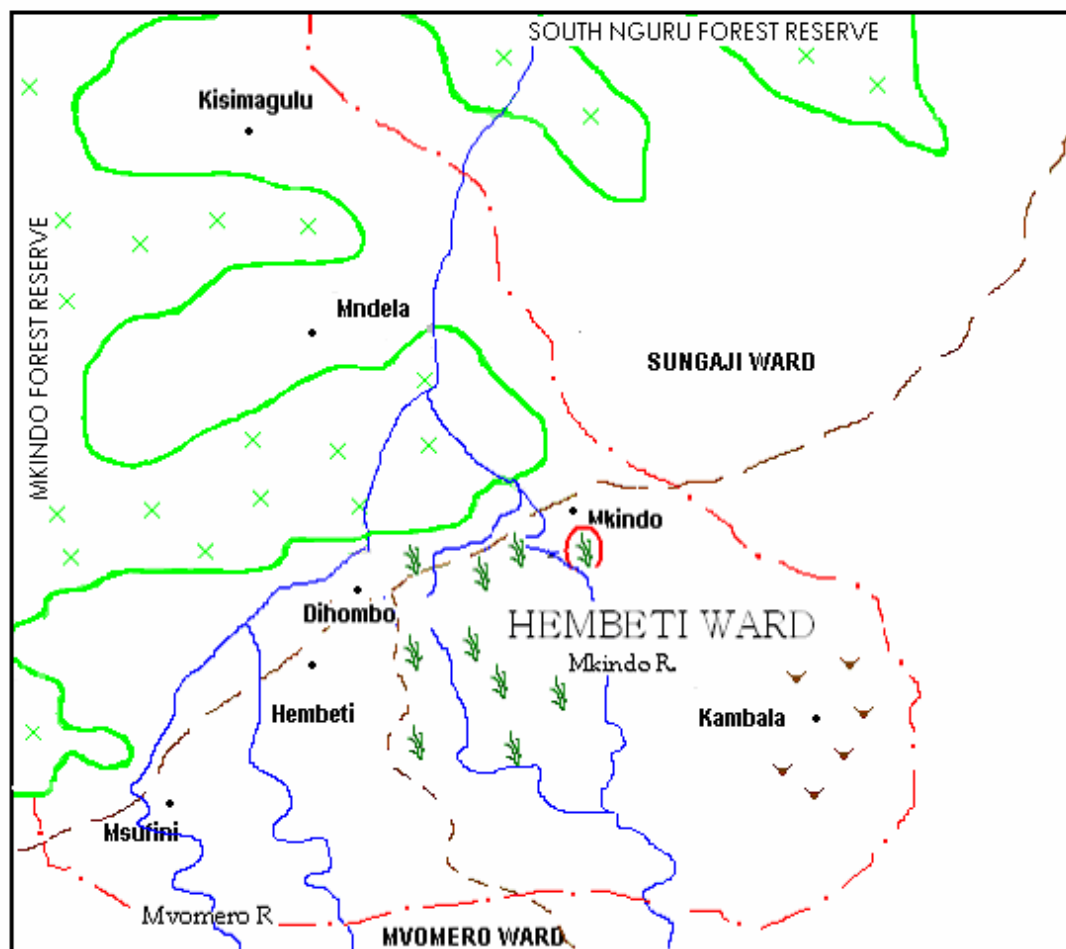 SOUTH NGURU FOREST RESERVE
Kisimagulu
MKINDO FOREST RESERVE
Mndela
SUNGAJI WARD
Mkindo
Dihombo
HEMBETI WARD
Mkindo R.
Hembeti
Kambala
Msufini
Mvomero R
MVOMERO WARD